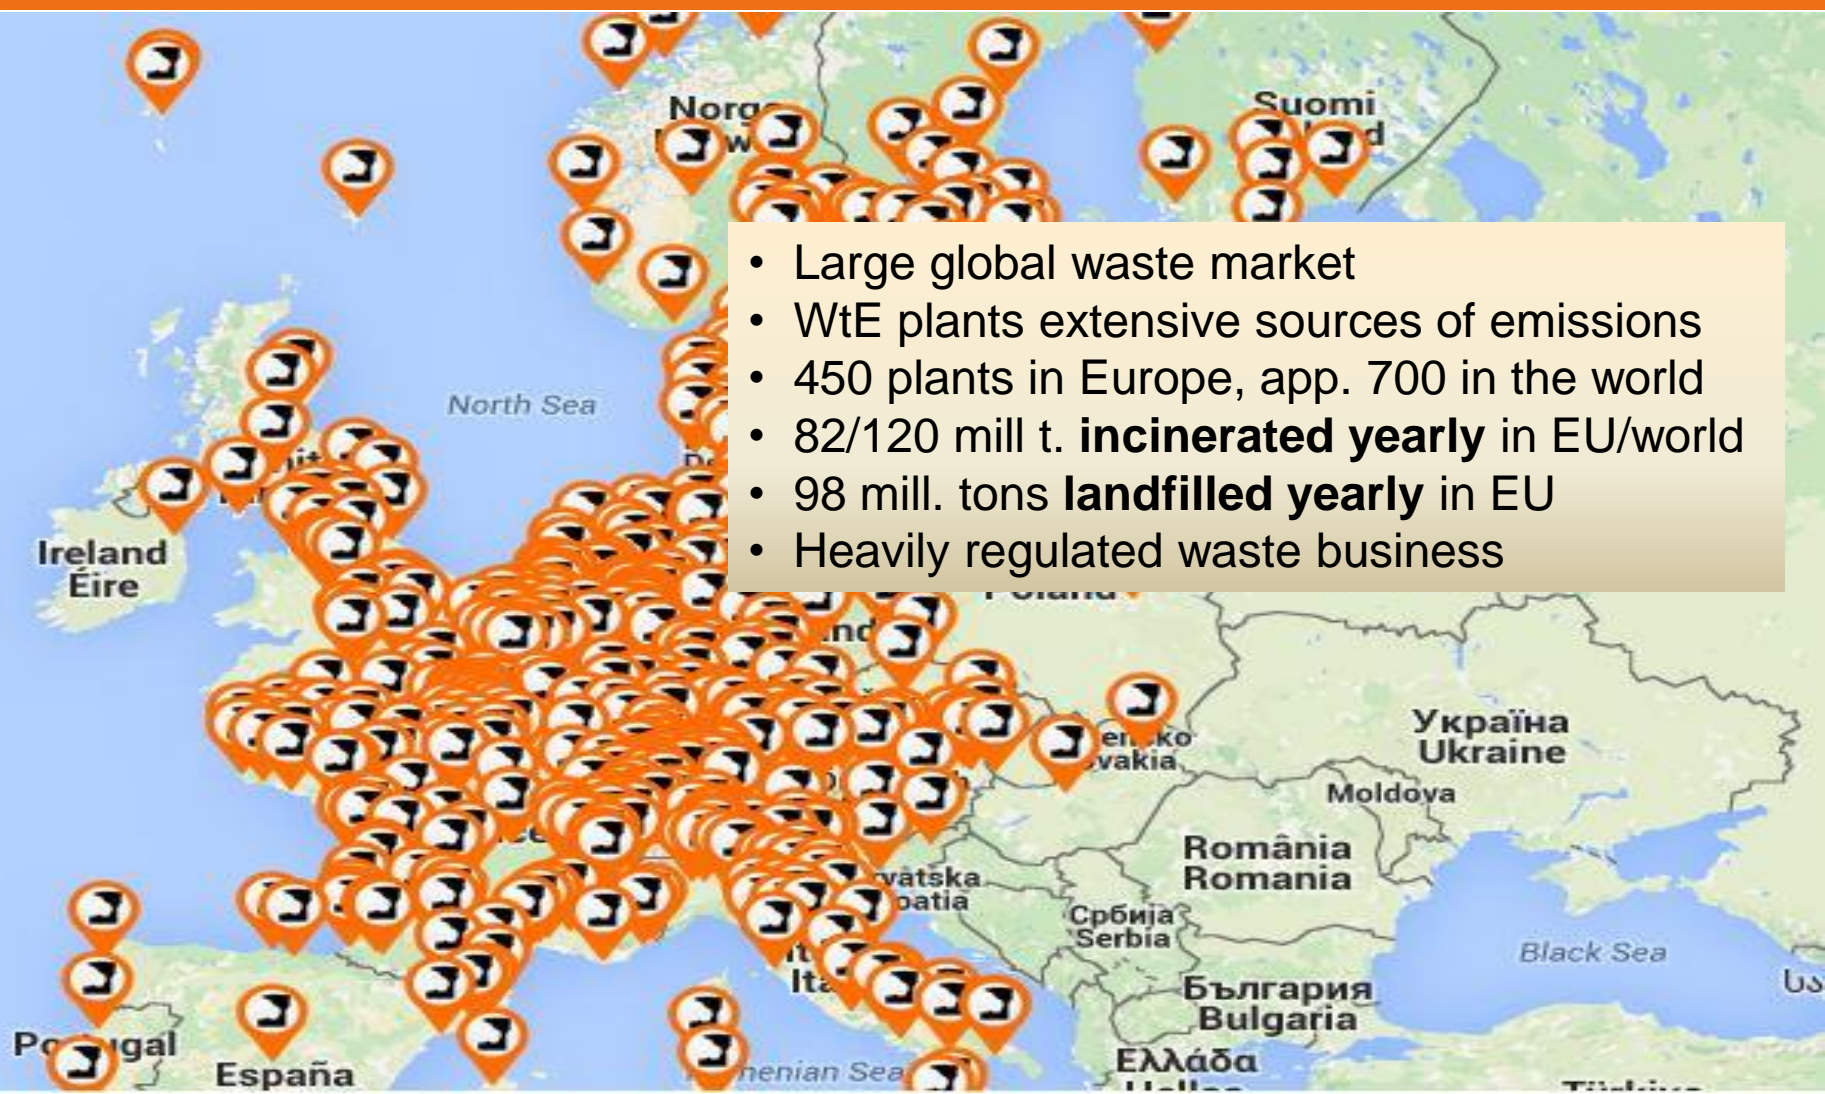 Suomi
• Large global waste market
• WtE plants extensive sources of emissions
• 450 plants in Europe, app. 700 in the world
• 82/120 mill t. incinerated yearly in EU/world
• 98 mill. tons landfilled yearly in EU
• Heavily regulated waste business
North Sea
Ireland
Éire
Poland
Україна
Ukraine
Moldova
România
Romania
Србија
Serbia
Black Sea
България
Bulgaria
Ελλάδα
España